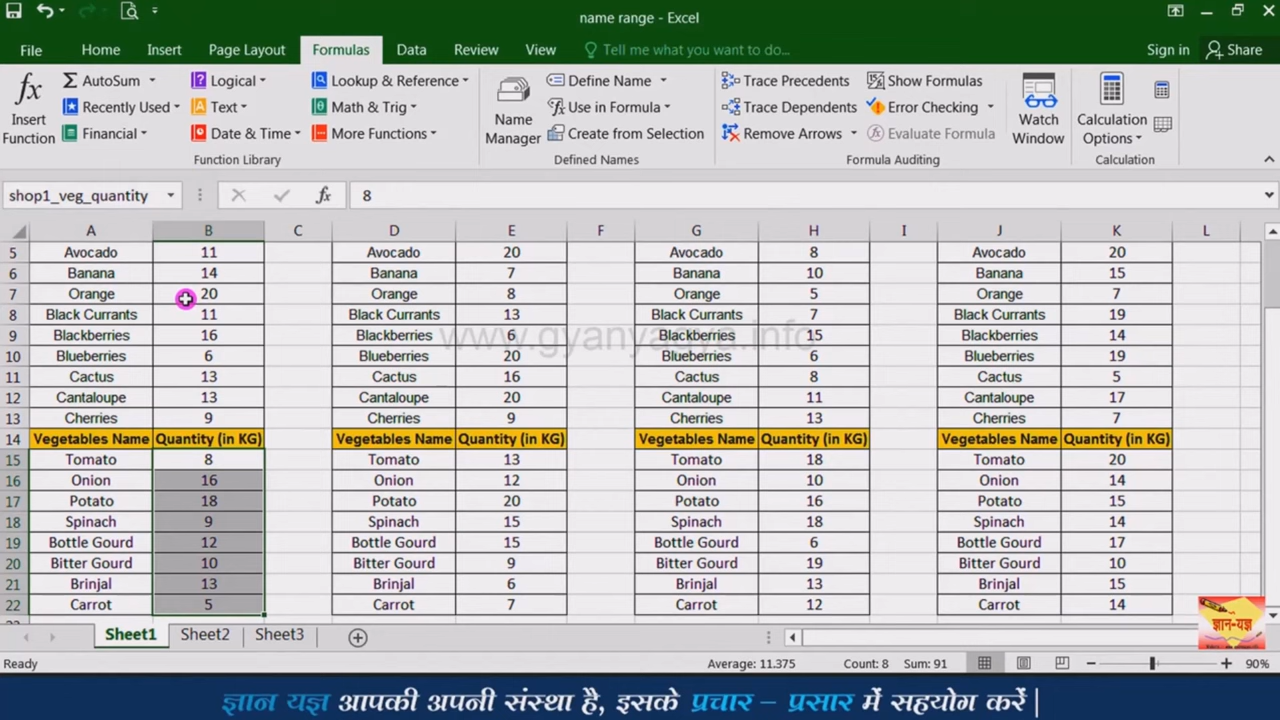 name range - Excel
File Home Insert Page Layout Formulas Data Review View Tell me what you want to do... Sign in Share
fx Insert Function
AutoSum Logical Lookup & Reference
Recently Used Text Math & Trig
Financial Date & Time More Functions
Function Library
Name Manager
Define Name
Use in Formula
Create from Selection
Defined Names
Trace Precedents Show Formulas
Trace Dependents Error Checking
Remove Arrows Evaluate Formula
Formula Auditing
Watch Window
Calculation Options
Calculation
shop1_veg_quantity fx 8
A B C D E F G H I J K L
5 Avocado 11 Avocado 20 Avocado 8 Avocado 20
6 Banana 14 Banana 7 Banana 10 Banana 15
7 Orange 20 Orange 8 Orange 5 Orange 7
8 Black Currants 11 Black Currants 13 Black Currants 7 Black Currants 19
9 Blackberries 16 Blackberries 15 Blackberries 15 Blackberries 14
www.gyanyagya.info
10 Blueberries 6 Blueberries 20 Blueberries 6 Blueberries 19
11 Cactus 13 Cactus 16 Cactus 8 Cactus 5
12 Cantaloupe 13 Cantaloupe 20 Cantaloupe 11 Cantaloupe 17
13 Cherries 9 Cherries 9 Cherries 13 Cherries 7
14 Vegetables Name Quantity (in KG) Vegetables Name Quantity (in KG) Vegetables Name Quantity (in KG) Vegetables Name Quantity (in KG)
15 Tomato 8 Tomato 13 Tomato 18 Tomato 20
16 Onion 16 Onion 12 Onion 10 Onion 14
17 Potato 18 Potato 20 Potato 16 Potato 15
18 Spinach 9 Spinach 15 Spinach 18 Spinach 14
19 Bottle Gourd 12 Bottle Gourd 15 Bottle Gourd 6 Bottle Gourd 17
20 Bitter Gourd 10 Bitter Gourd 9 Bitter Gourd 19 Bitter Gourd 10
21 Brinjal 13 Brinjal 6 Brinjal 13 Brinjal 15
22 Carrot 5 Carrot 7 Carrot 12 Carrot 14
ज्ञान-यज्ञ
Sheet1 Sheet2 Sheet3
Ready Average: 11.375 Count: 8 Sum: 91 90%
ज्ञान यज्ञ आपकी अपनी संस्था है, इसके प्रचार – प्रसार में सहयोग करें |